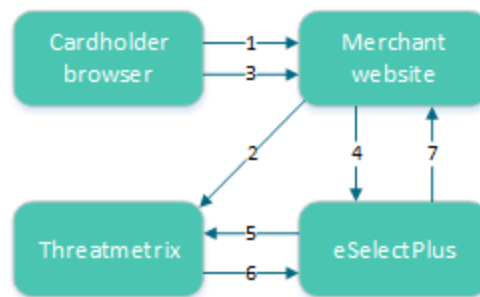 Cardholder
browser
1
3
Merchant
website
2
4
7
Threatmetrix
5
6
eSelectPlus